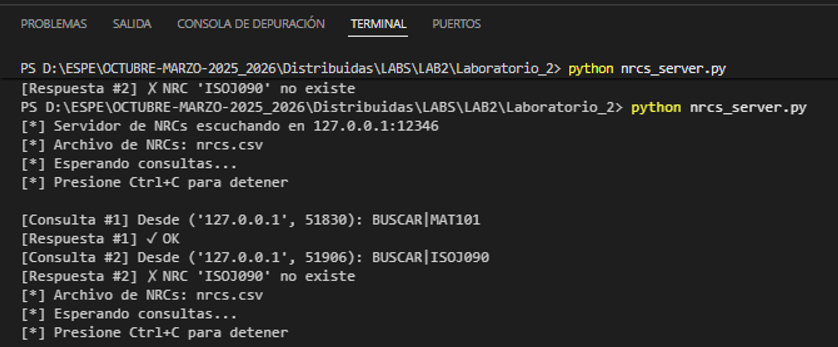 PROBLEMAS SALIDA CONSOLA DE DEPURACIÓN TERMINAL PUERTOS
PS D:\ESPE\OCTUBRE-MARZO-2025_2026\Distribuidas\LABS\LAB2\Laboratorio_2> python nrcs_server.py
[Respuesta #2] ✗ NRC 'ISOJ090' no existe
PS D:\ESPE\OCTUBRE-MARZO-2025_2026\Distribuidas\LABS\LAB2\Laboratorio_2> python nrcs_server.py
[*] Servidor de NRCs escuchando en 127.0.0.1:12346
[*] Archivo de NRCs: nrcs.csv
[*] Esperando consultas...
[*] Presione Ctrl+C para detener
[Consulta #1] Desde ('127.0.0.1', 51830): BUSCAR|MAT101
[Respuesta #1] ✓ OK
[Consulta #2] Desde ('127.0.0.1', 51906): BUSCAR|ISOJ090
[Respuesta #2] ✗ NRC 'ISOJ090' no existe
[*] Archivo de NRCs: nrcs.csv
[*] Esperando consultas...
[*] Presione Ctrl+C para detener